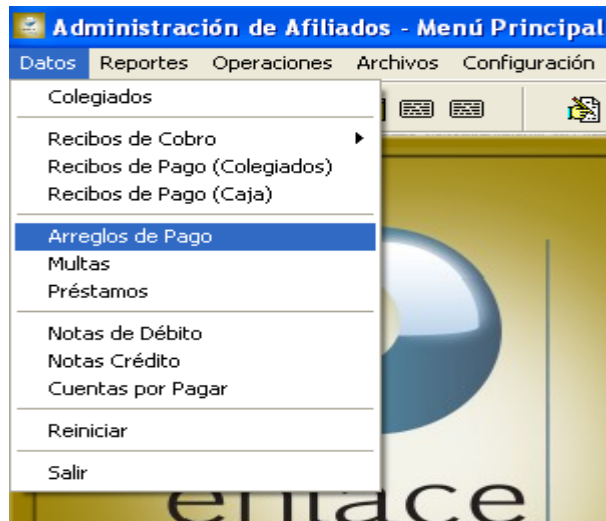 Administración de Afiliados - Menú Principal
Datos Reportes Operaciones Archivos Configuración
Colegiados
Recibos de Cobro
Recibos de Pago (Colegiados)
Recibos de Pago (Caja)
Arreglos de Pago
Multas
Préstamos
Notas de Débito
Notas Crédito
Cuentas por Pagar
Reiniciar
Salir
enlace